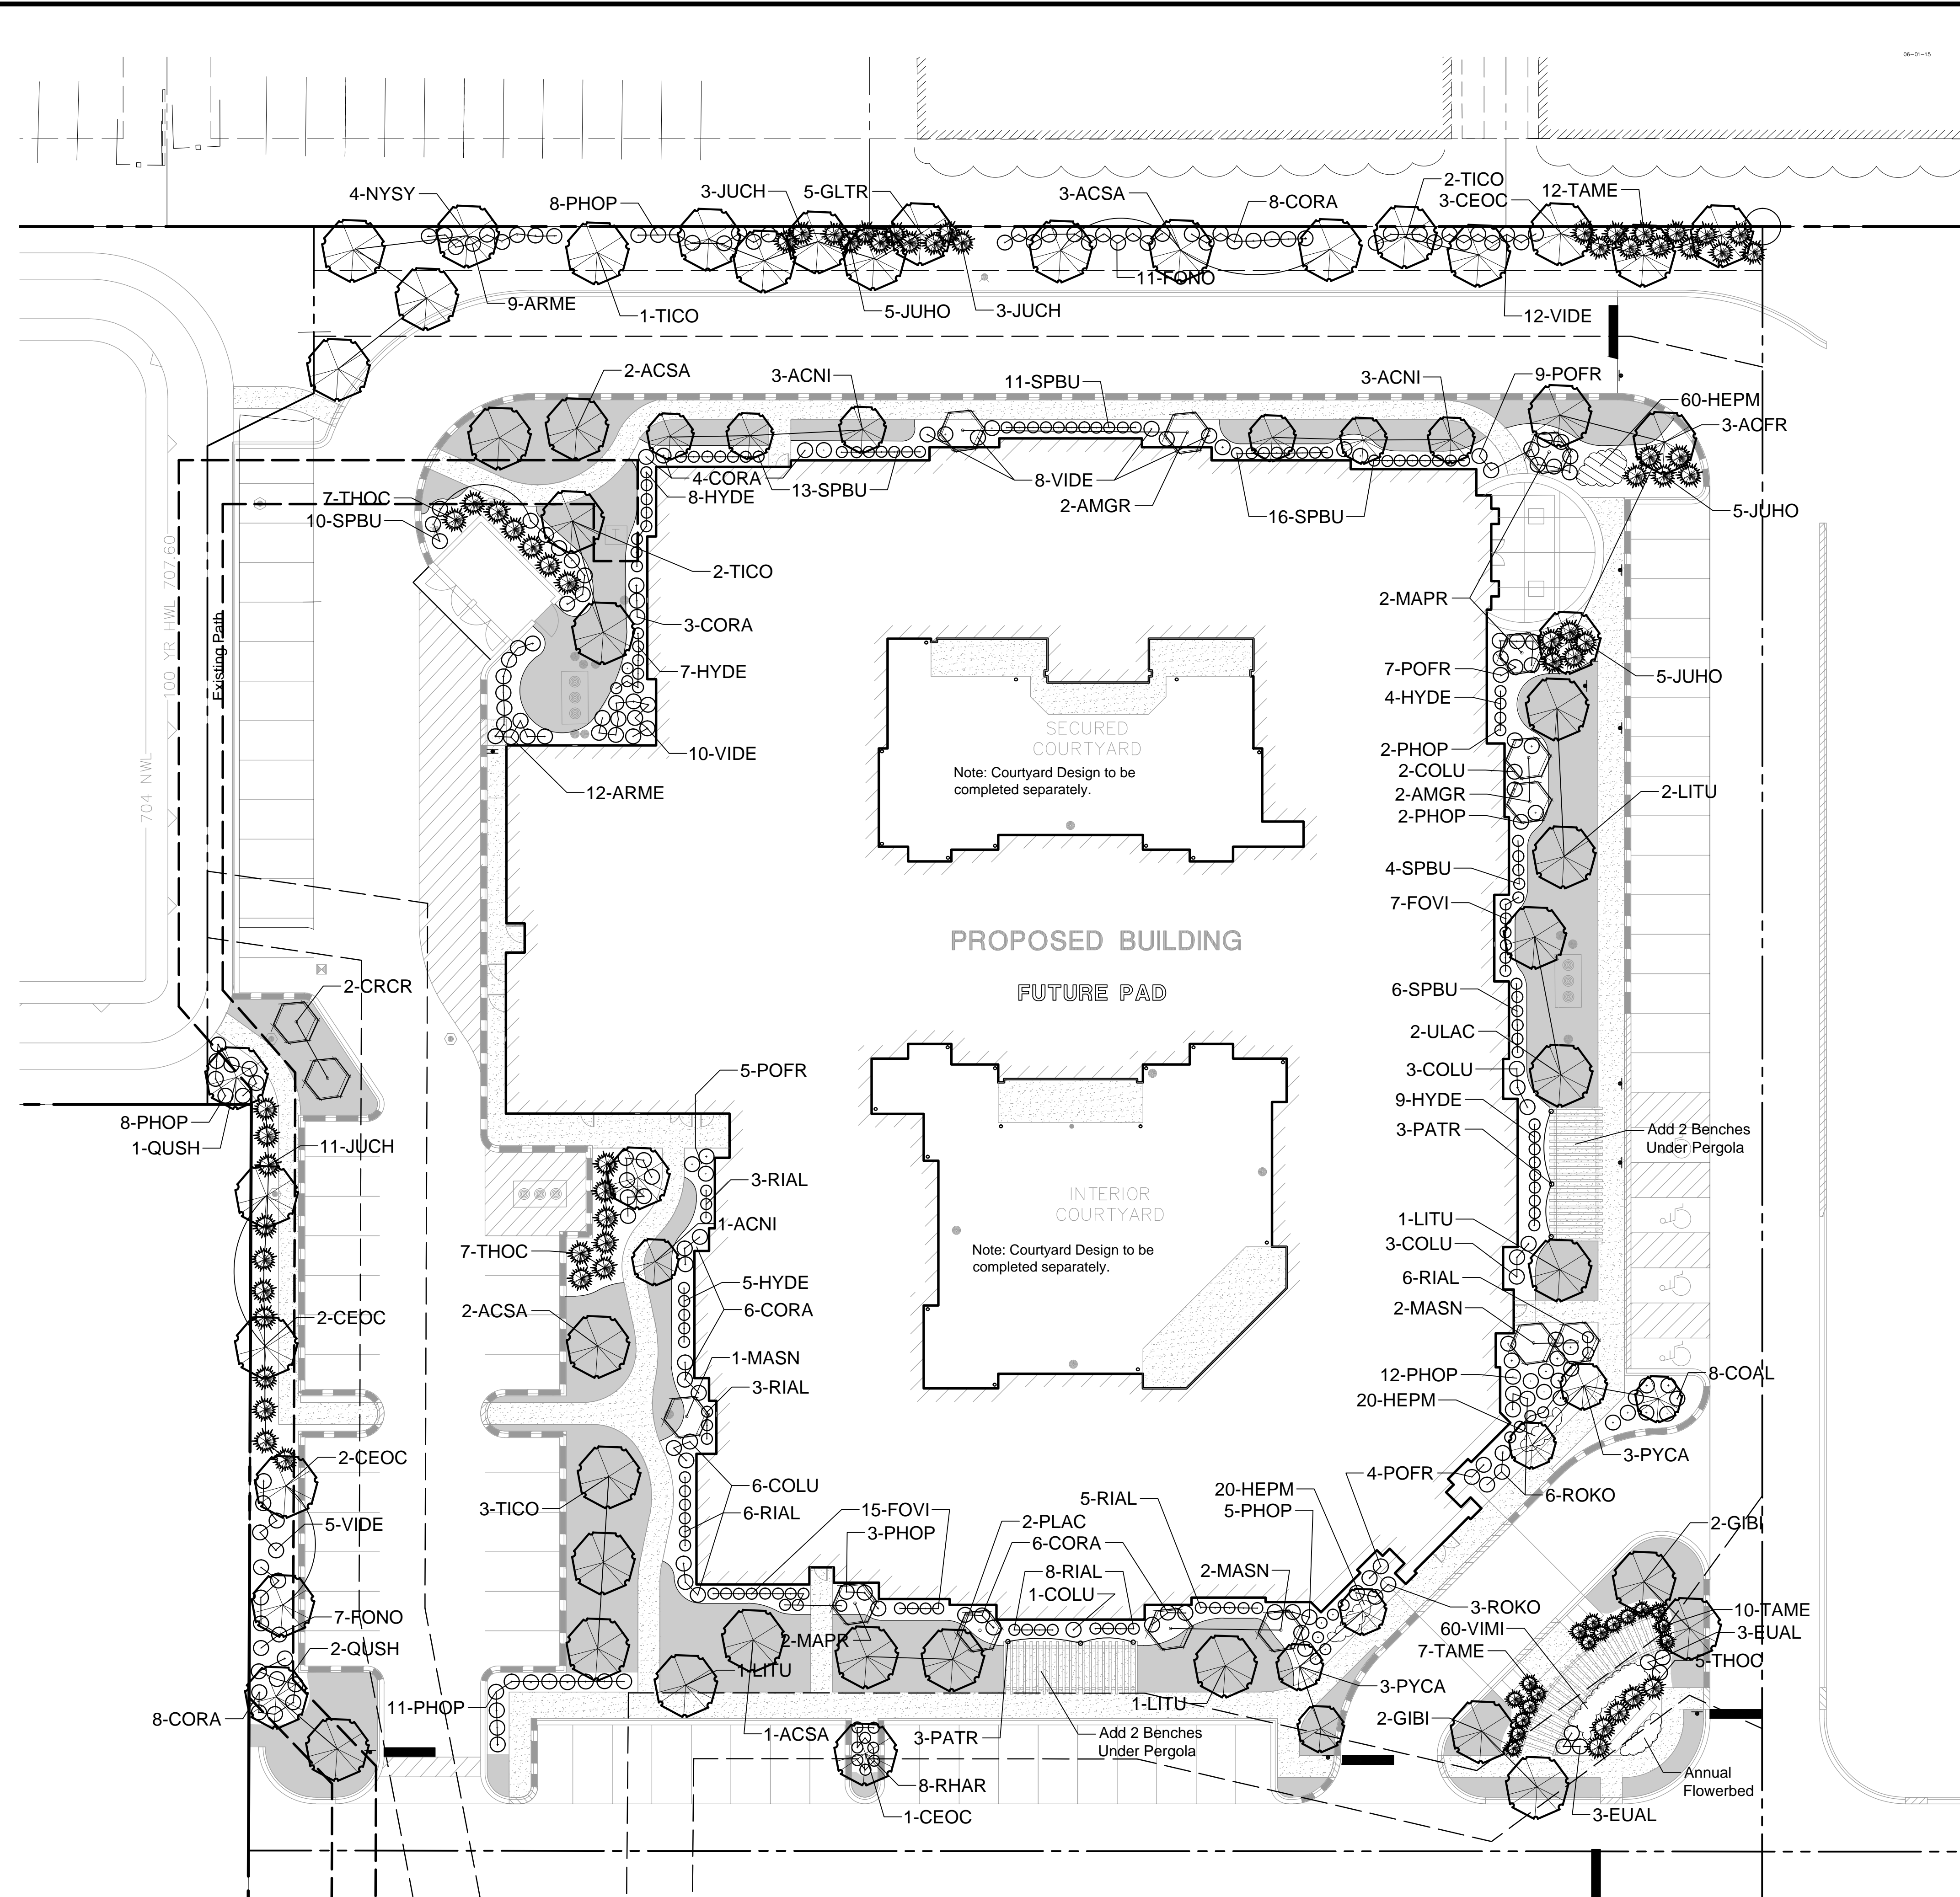 06-01-15
4-NYSY
8-PHOP
3-JUCH
5-GLTR
3-ACSA
8-CORA
2-TICO
3-CEOC
12-TAME
9-ARME
1-TICO
5-JUHO
3-JUCH
11-FONO
12-VIDE
2-ACSA
3-ACNI
11-SPBU
3-ACNI
9-POFR
60-HEPM
3-ACFR
4-CORA
8-HYDE
13-SPBU
8-VIDE
2-AMGR
16-SPBU
5-JUHO
7-THOC
10-SPBU
2-TICO
3-CORA
7-HYDE
10-VIDE
12-ARME
100 YR HWL 707.60
Existing Path
704 NWL
2-MAPR
7-POFR
5-JUHO
4-HYDE
2-PHOP
2-COLU
2-AMGR
2-PHOP
2-LITU
4-SPBU
7-FOVI
SECURED
COURTYARD
Note: Courtyard Design to be
completed separately.
PROPOSED BUILDING
FUTURE PAD
6-SPBU
2-ULAC
3-COLU
9-HYDE
3-PATR
Add 2 Benches
Under Pergola
2-CRCR
8-PHOP
1-QUSH
11-JUCH
5-POFR
3-RIAL
1-ACNI
7-THOC
5-HYDE
6-CORA
2-ACSA
2-CEOC
1-MASN
3-RIAL
INTERIOR
COURTYARD
Note: Courtyard Design to be
completed separately.
1-LITU
3-COLU
6-RIAL
2-MASN
12-PHOP
20-HEPM
8-COAL
3-PYCA
6-ROKO
4-POFR
2-CEOC
5-VIDE
3-TICO
6-COLU
6-RIAL
15-FOVI
3-PHOP
2-PLAC
6-CORA
8-RIAL
1-COLU
5-RIAL
20-HEPM
5-PHOP
2-MASN
2-GIBI
7-FONO
2-QUSH
8-CORA
11-PHOP
2-MAPR
1-LITU
1-ACSA
3-PATR
Add 2 Benches
Under Pergola
1-LITU
3-ROKO
3-PYCA
60-VIMI
7-TAME
10-TAME
3-EUAL
5-THOC
2-GIBI
8-RHAR
1-CEOC
Annual
Flowerbed
3-EUAL